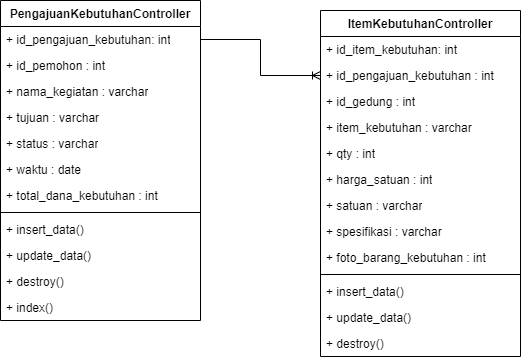 PengajuanKebutuhanController
+ id_pengajuan_kebutuhan: int
+ id_pemohon : int
+ nama_kegiatan : varchar
+ tujuan : varchar
+ status : varchar
+ waktu : date
+ total_dana_kebutuhan : int
+ insert_data()
+ update_data()
+ destroy()
+ index()
ItemKebutuhanController
+ id_item_kebutuhan: int
+ id_pengajuan_kebutuhan : int
+ id_gedung : int
+ item_kebutuhan : varchar
+ qty : int
+ harga_satuan : int
+ satuan : varchar
+ spesifikasi : varchar
+ foto_barang_kebutuhan : int
+ insert_data()
+ update_data()
+ destroy()